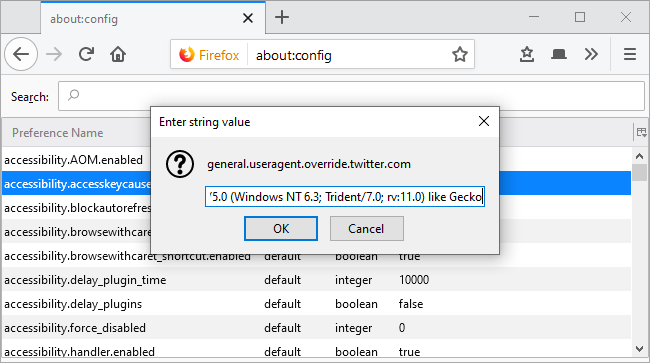 about:config
Firefox about:config
Search:
Preference Name
Enter string value
general.useragent.override.twitter.com
5.0 (Windows NT 6.3; Trident/7.0; rv:11.0) like Gecko
OK Cancel
accessibility.AOM.enabled
accessibility.accesskeycause
accessibility.blockautorefres
accessibility.browsewithcare
accessibility.browsewithcaret_shortcut.enabled default boolean true
accessibility.delay_plugin_time default integer 10000
accessibility.delay_plugins default boolean false
accessibility.force_disabled default integer 0
accessibility.handler.enabled default boolean true